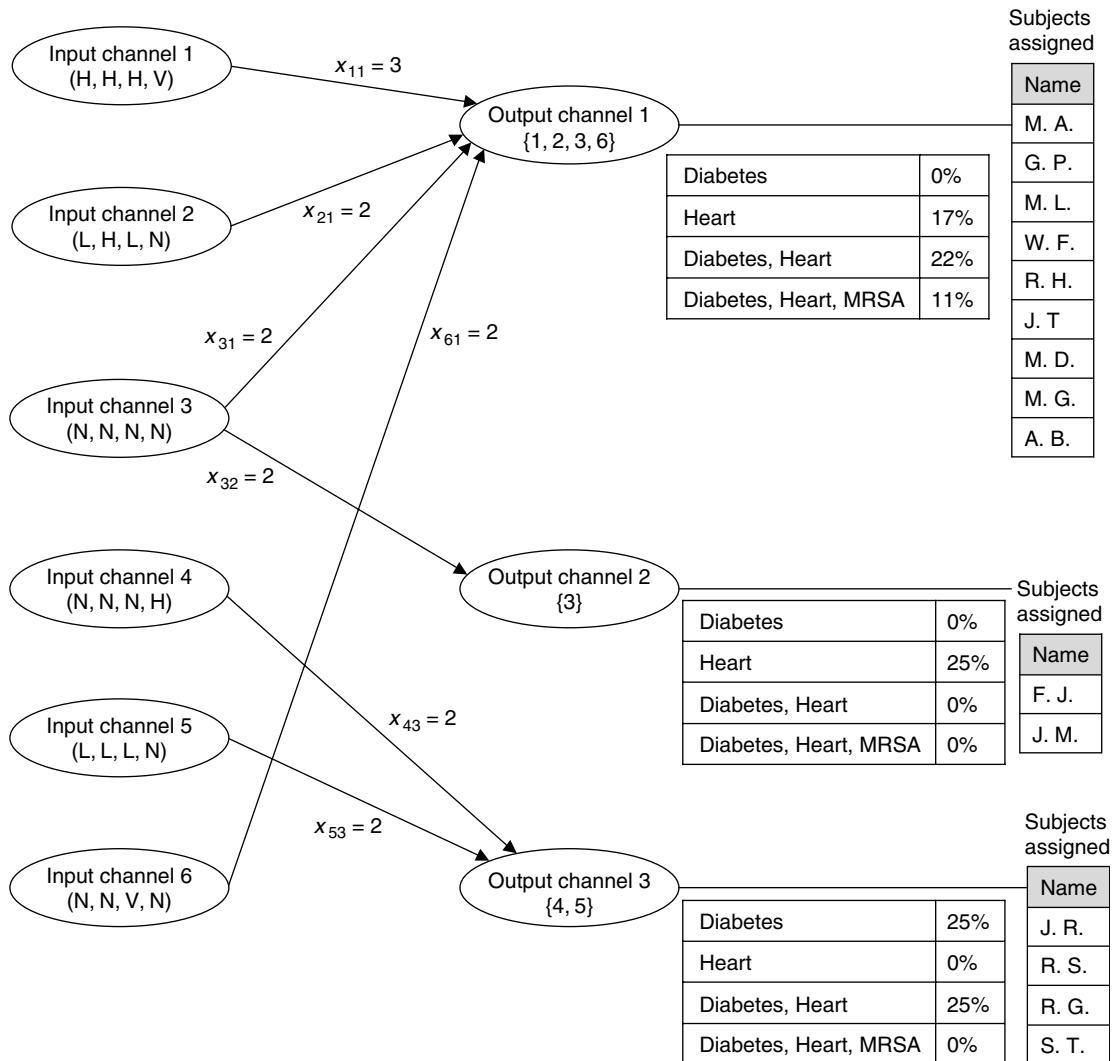 Input channel 1
(H, H, H, V)
x11 = 3
Output channel 1
{1, 2, 3, 6}
Subjects
assigned
Name
M. A.
G. P.
M. L.
W. F.
R. H.
J. T
M. D.
M. G.
A. B.
Diabetes 0%
Heart 17%
Diabetes, Heart 22%
Diabetes, Heart, MRSA 11%
Input channel 2
(L, H, L, N)
x21 = 2
x31 = 2
x61 = 2
Input channel 3
(N, N, N, N)
x32 = 2
Input channel 4
(N, N, N, H)
Output channel 2
{3}
Subjects
assigned
Name
F. J.
J. M.
Diabetes 0%
Heart 25%
Diabetes, Heart 0%
Diabetes, Heart, MRSA 0%
x43 = 2
Input channel 5
(L, L, L, N)
x53 = 2
Input channel 6
(N, N, V, N)
Output channel 3
{4, 5}
Subjects
assigned
Name
J. R.
R. S.
R. G.
S. T.
Diabetes 25%
Heart 0%
Diabetes, Heart 25%
Diabetes, Heart, MRSA 0%